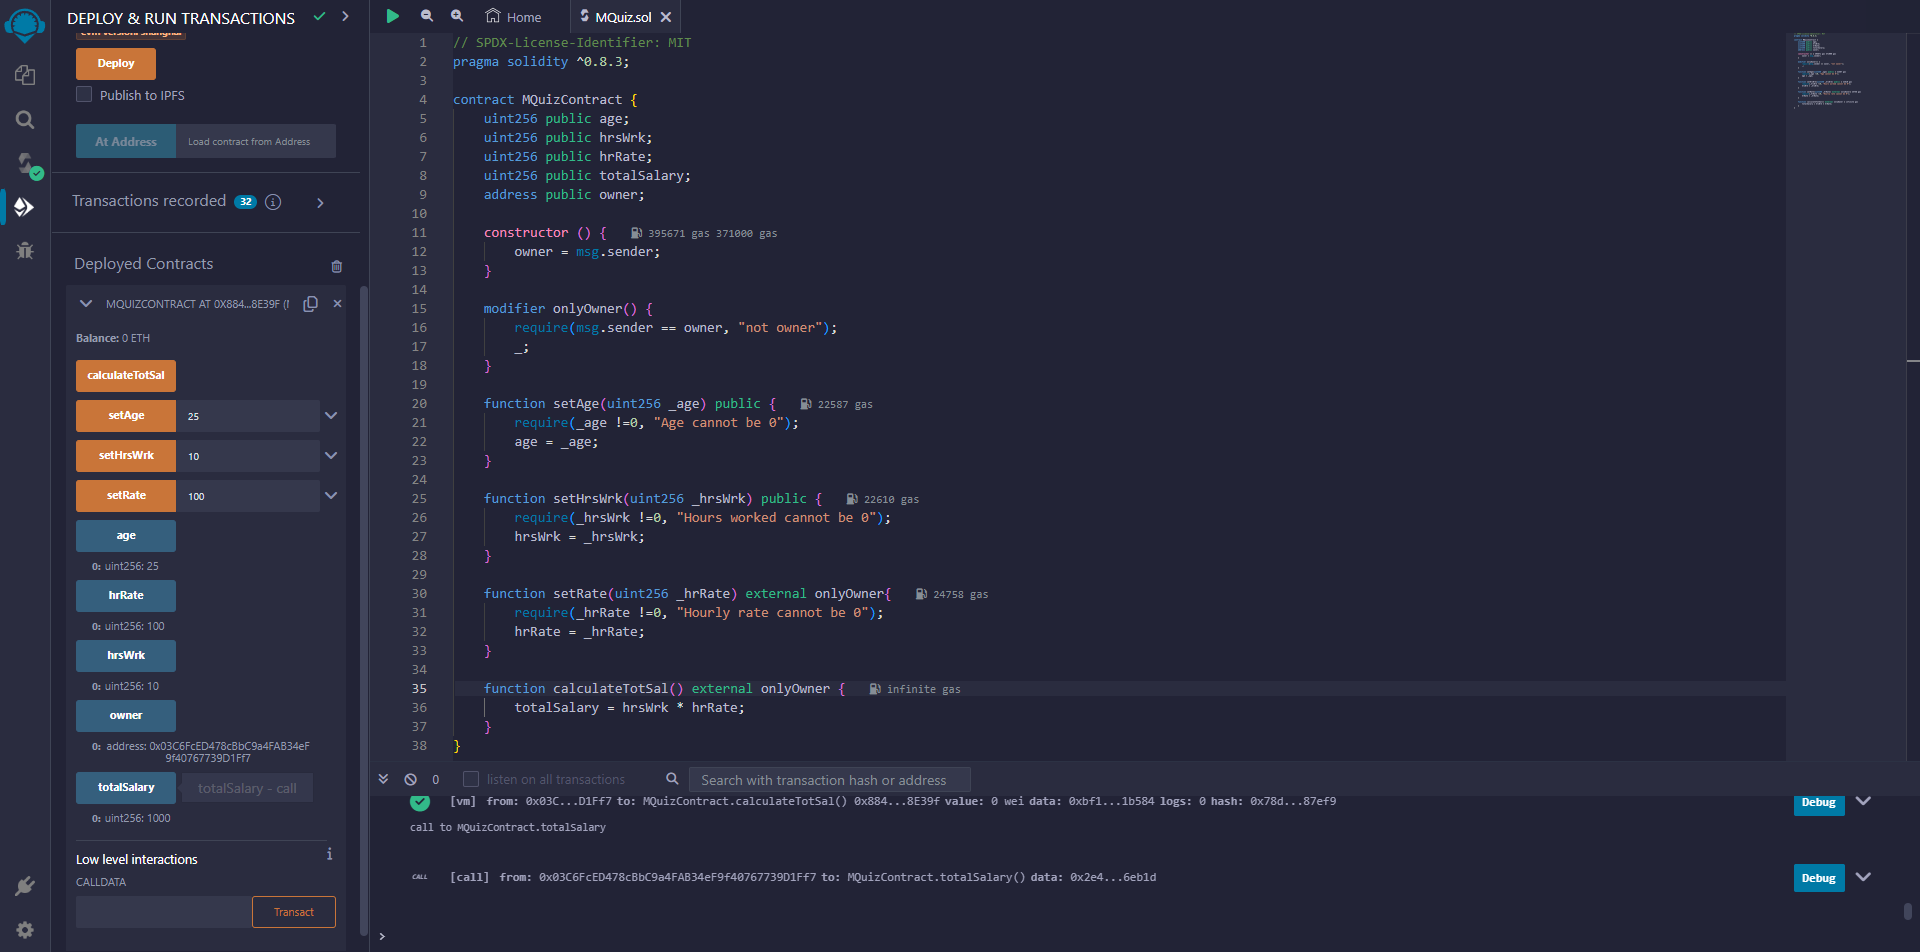 DEPLOY & RUN TRANSACTIONS
evm version: shanghai
Deploy
Publish to IPFS
At Address
Load contract from Address
Transactions recorded 32
Deployed Contracts
MQUIZCONTRACT AT 0X884...8E39F
Balance: 0 ETH
calculateTotSal
setAge 25
setHrsWrk 10
setRate 100
age
0: uint256: 25
hrRate
0: uint256: 100
hrsWrk
0: uint256: 10
owner
0: address: 0x03C6FcED478cBbC9a4FAB34eF
9f40767739D1Ff7
totalSalary
totalSalary - call
0: uint256: 1000
Low level interactions
CALLDATA
Transact
Home
MQuiz.sol
1 // SPDX-License-Identifier: MIT
2 pragma solidity ^0.8.3;
3
4 contract MQuizContract {
5 uint256 public age;
6 uint256 public hrsWrk;
7 uint256 public hrRate;
8 uint256 public totalSalary;
9 address public owner;
10
11 constructor () { 395671 gas 371000 gas
12 owner = msg.sender;
13 }
14
15 modifier onlyOwner() {
16 require(msg.sender == owner, "not owner");
17 _;
18 }
19
20 function setAge(uint256 _age) public { 22587 gas
21 require(_age !=0, "Age cannot be 0");
22 age = _age;
23 }
24
25 function setHrsWrk(uint256 _hrsWrk) public { 22610 gas
26 require(_hrsWrk !=0, "Hours worked cannot be 0");
27 hrsWrk = _hrsWrk;
28 }
29
30 function setRate(uint256 _hrRate) external onlyOwner{ 24758 gas
31 require(_hrRate !=0, "Hourly rate cannot be 0");
32 hrRate = _hrRate;
33 }
34
35 function calculateTotSal() external onlyOwner { infinite gas
36 totalSalary = hrsWrk * hrRate;
37 }
38 }
0 listen on all transactions
Search with transaction hash or address
[vm] from: 0x03C...D1Ff7 to: MQuizContract.calculateTotSal() 0x884...8E39f value: 0 wei data: 0xbf1...1b584 logs: 0 hash: 0x78d...87ef9
Debug
call to MQuizContract.totalSalary
CALL [call] from: 0x03C6FcED478cBbC9a4FAB34eF9f40767739D1Ff7 to: MQuizContract.totalSalary() data: 0x2e4...6eb1d
Debug
>